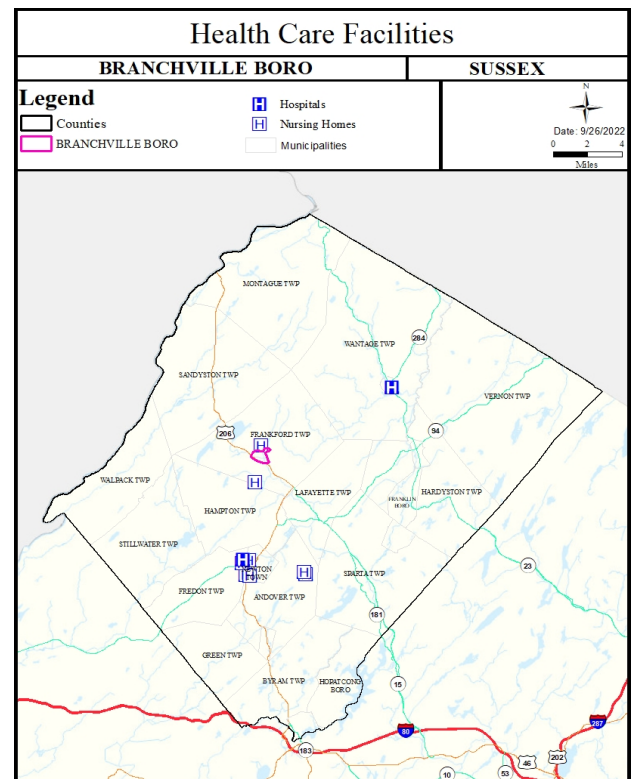 Health Care Facilities
BRANCHVILLE BORO
SUSSEX
Legend
Counties
BRANCHVILLE BORO
H Hospitals
H Nursing Homes
Municipalities
N
Date: 9/26/2022
0 2 4
Miles
MONTAGUE TWP
WANTAGE TWP
284
SANDYSTON TWP
H
VERNON TWP
206
FRANKFORD TWP
94
H
WALPACK TWP
H
LAFAYETTE TWP
HARDYSTON TWP
FRANKLIN
BORO
HAMPTON TWP
STILLWATER TWP
H
23
NEWTON
TOWN
H
SPARTA TWP
FREDON TWP
ANDOVER TWP
181
GREEN TWP
BYRAM TWP
HOPATCONG
BORO
15
287
80
183
46
202
10
53